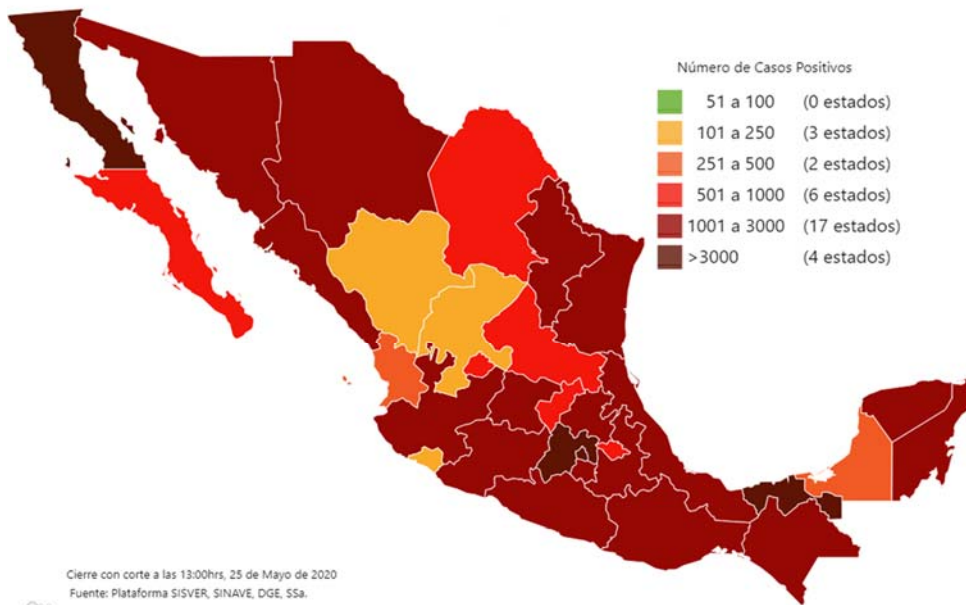 Número de Casos Positivos
51 a 100 (0 estados)
101 a 250 (3 estados)
251 a 500 (2 estados)
501 a 1000 (6 estados)
1001 a 3000 (17 estados)
>3000 (4 estados)
Cierre con corte a las 13:00hrs, 25 de Mayo de 2020
Fuente: Plataforma SISVER, SINAVE, DGE, SSa.